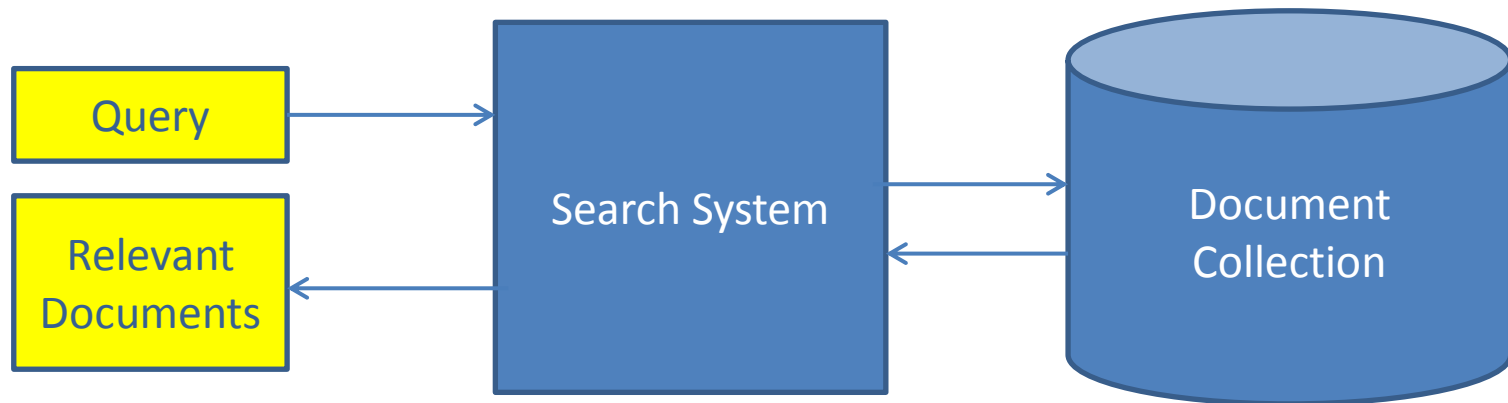 Query
Relevant
Documents
Search System
Document
Collection